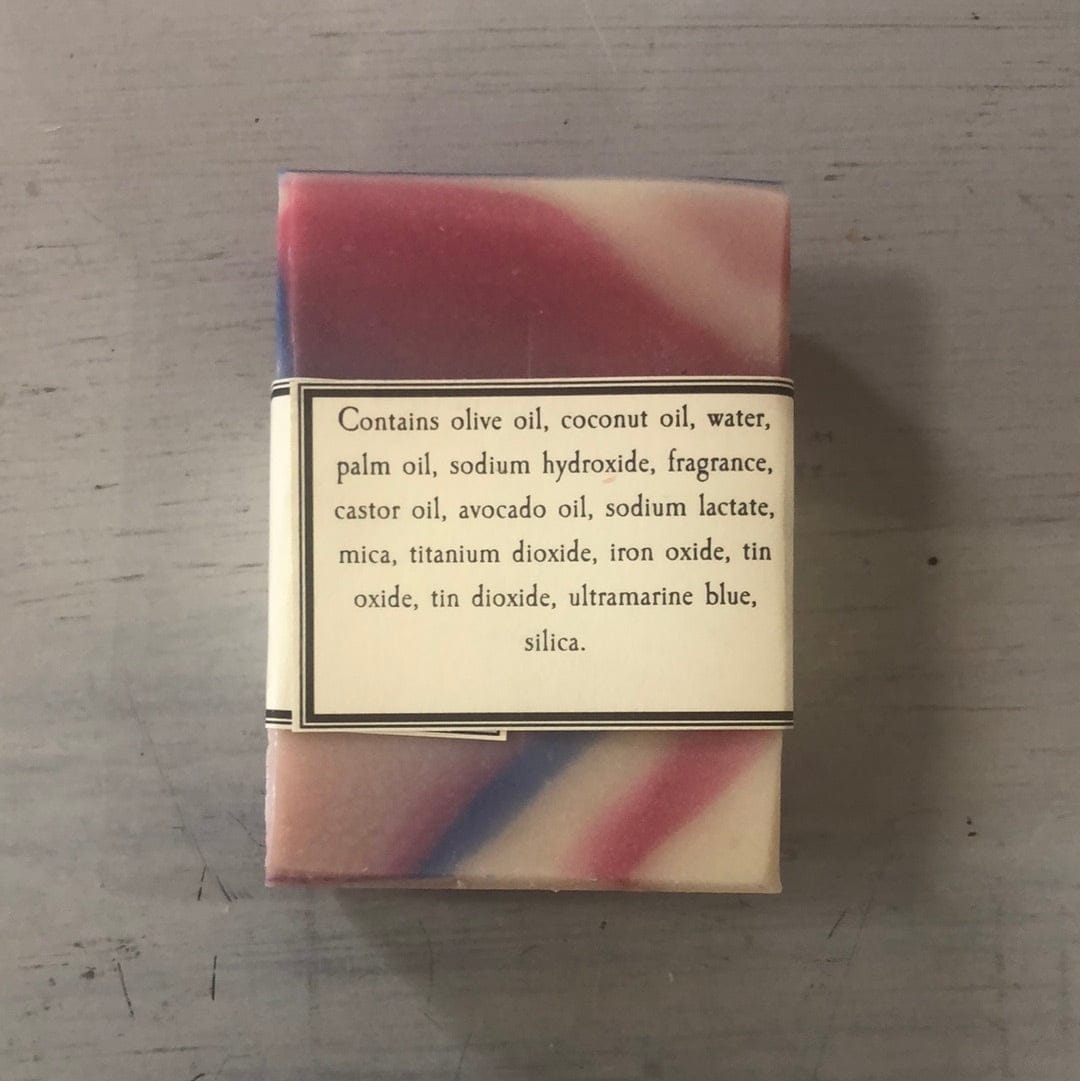 Contains olive oil, coconut oil, water,
palm oil, sodium hydroxide, fragrance,
castor oil, avocado oil, sodium lactate,
mica, titanium dioxide, iron oxide, tin
oxide, tin dioxide, ultramarine blue,
silica.